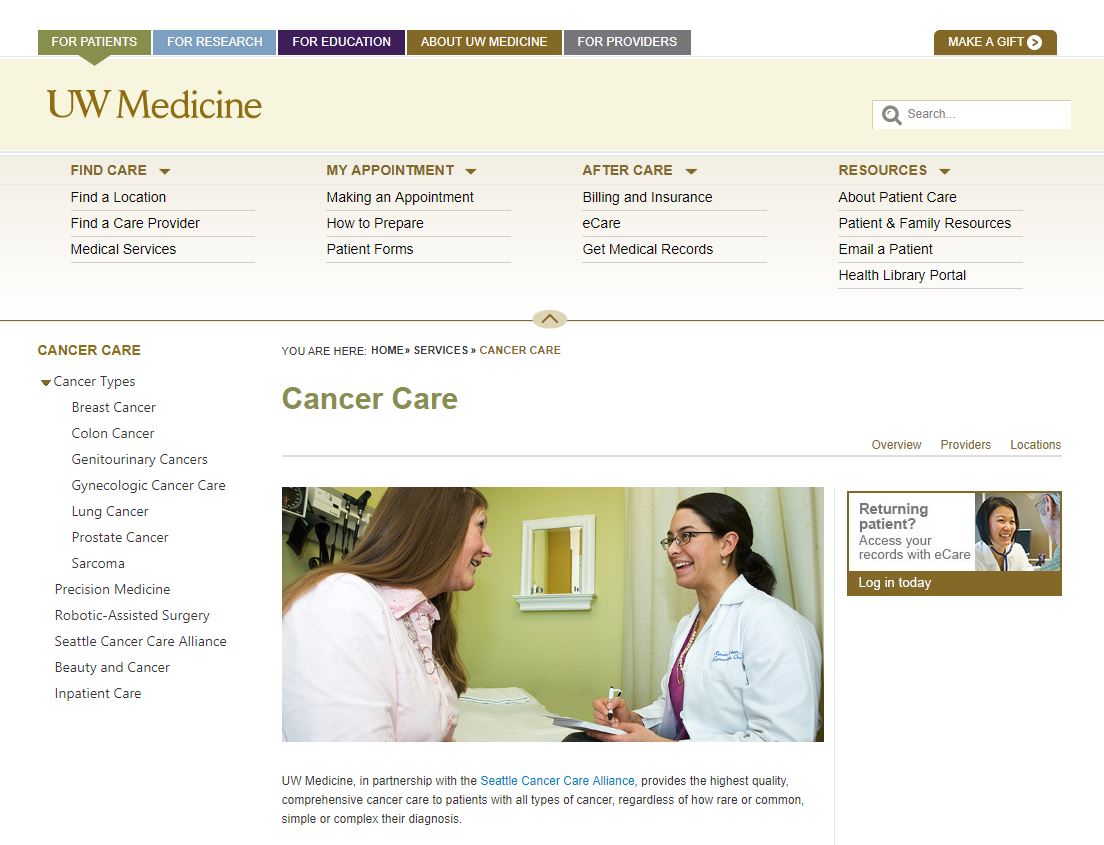 FOR PATIENTS FOR RESEARCH FOR EDUCATION ABOUT UW MEDICINE FOR PROVIDERS MAKE A GIFT
UW Medicine
Search...
FIND CARE
Find a Location
Find a Care Provider
Medical Services
MY APPOINTMENT
Making an Appointment
How to Prepare
Patient Forms
AFTER CARE
Billing and Insurance
eCare
Get Medical Records
RESOURCES
About Patient Care
Patient & Family Resources
Email a Patient
Health Library Portal
CANCER CARE
Cancer Types
Breast Cancer
Colon Cancer
Genitourinary Cancers
Gynecologic Cancer Care
Lung Cancer
Prostate Cancer
Sarcoma
Precision Medicine
Robotic-Assisted Surgery
Seattle Cancer Care Alliance
Beauty and Cancer
Inpatient Care
YOU ARE HERE: HOME» SERVICES » CANCER CARE
Cancer Care
Overview Providers Locations
UW Medicine, in partnership with the Seattle Cancer Care Alliance, provides the highest quality,
comprehensive cancer care to patients with all types of cancer, regardless of how rare or common,
simple or complex their diagnosis.
Returning
patient?
Access your
records with eCare
Log in today